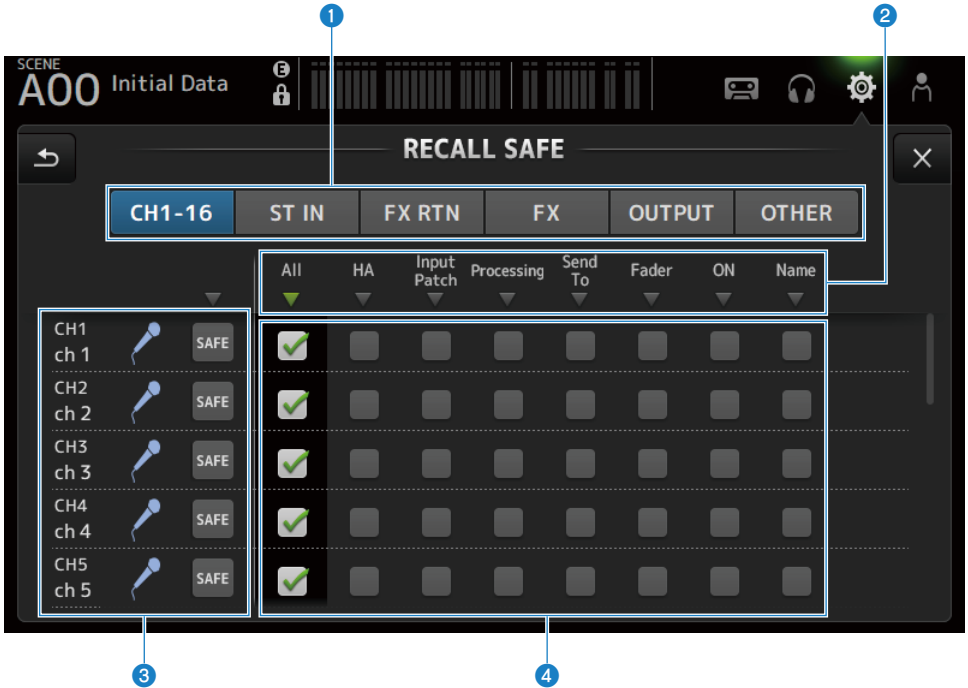 1
2
SCENE
A00 Initial Data
E
RECALL SAFE
CH1-16 ST IN FX RTN FX OUTPUT OTHER
All HA Input Patch Processing Send To Fader ON Name
CH1
ch 1
SAFE
CH2
ch 2
SAFE
CH3
ch 3
SAFE
CH4
ch 4
SAFE
CH5
ch 5
SAFE
3
4